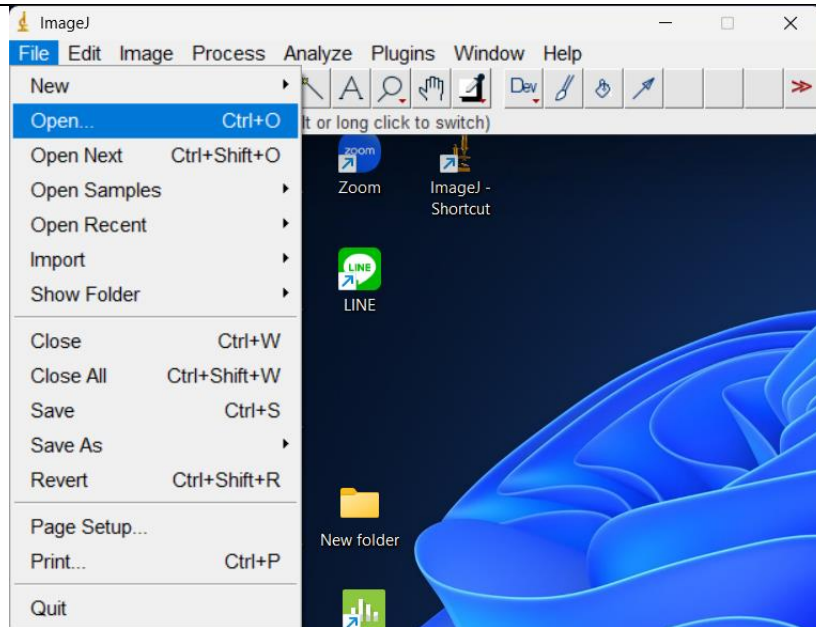 ImageJ
File Edit Image Process Analyze Plugins Window Help
New
A Dev
Open... Ctrl+O
lt or long click to switch)
Open Next Ctrl+Shift+O
Open Samples
Open Recent
Import
Show Folder
Close Ctrl+W
Close All Ctrl+Shift+W
Save Ctrl+S
Save As
Revert Ctrl+Shift+R
Page Setup...
Print... Ctrl+P
Quit
zoom
Zoom
ImageJ -
Shortcut
LINE
LINE
New folder